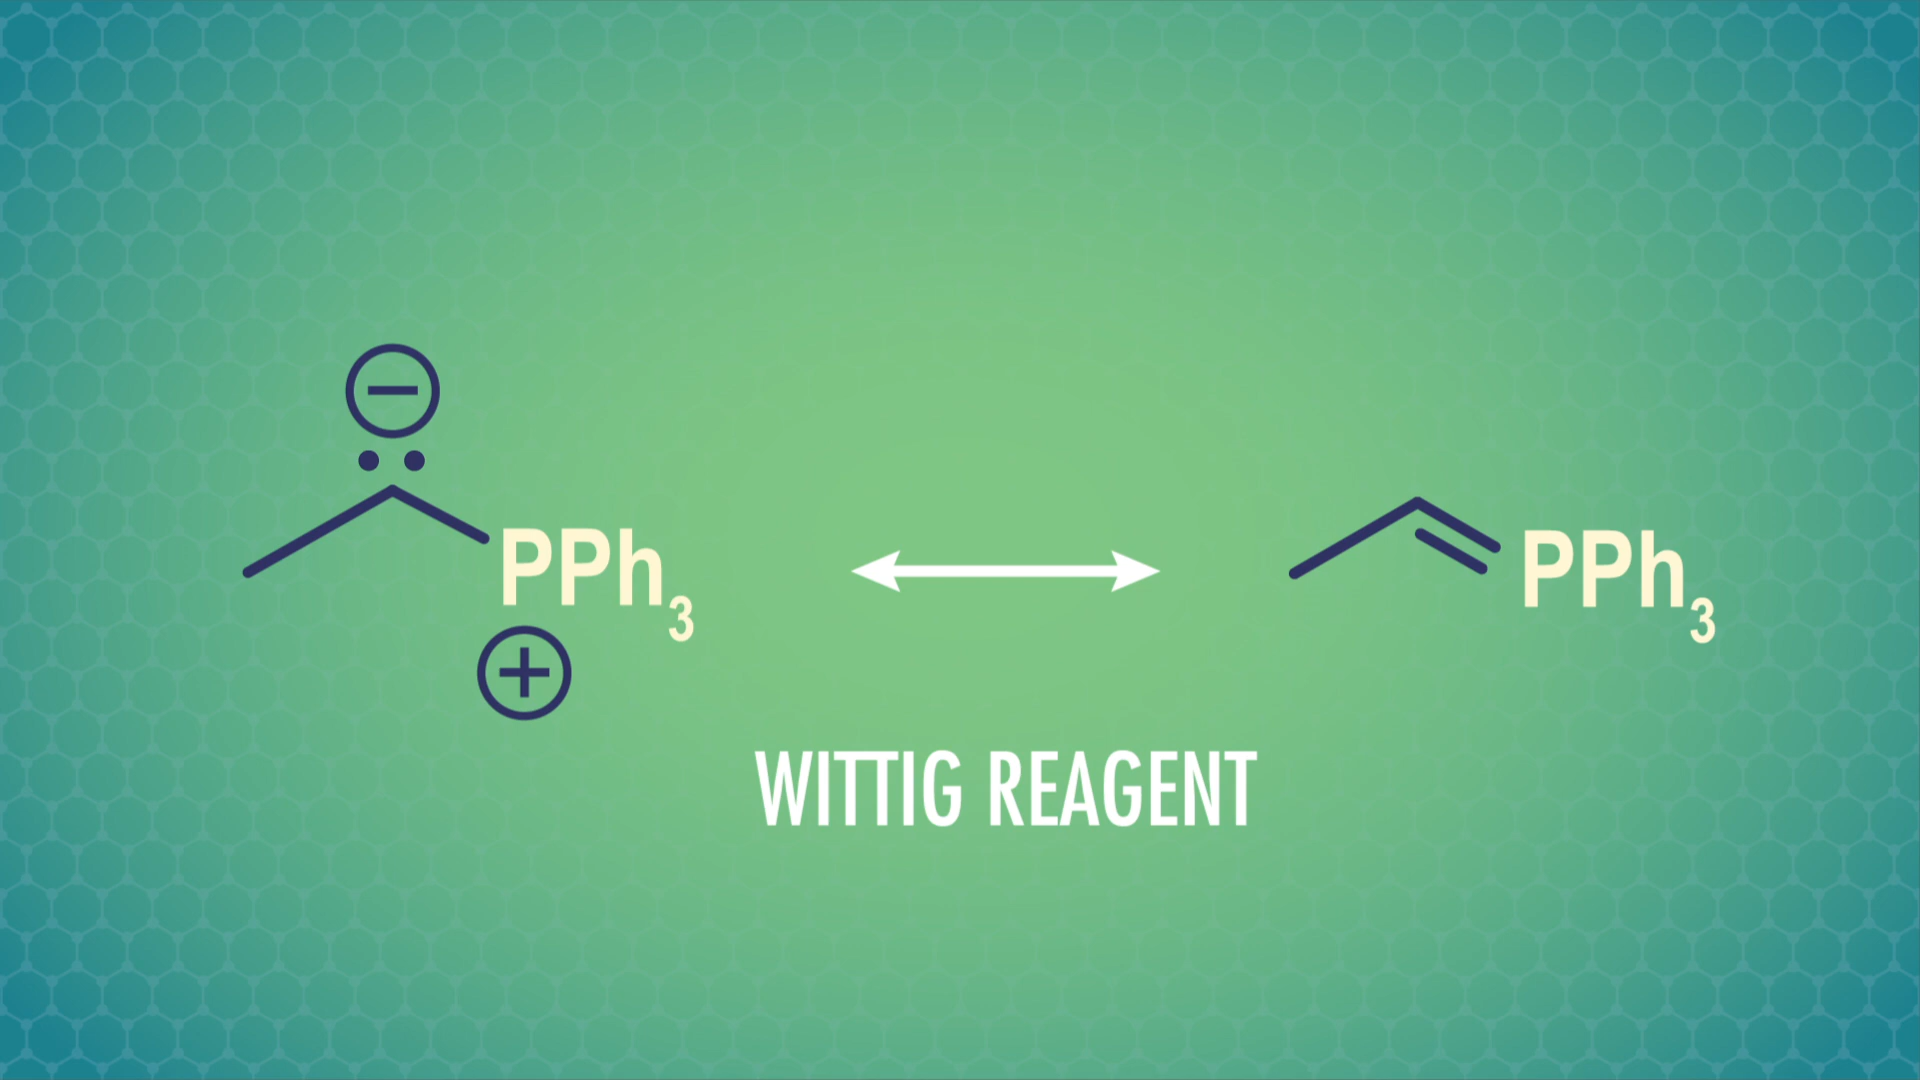 ⊖
PPh₃
⊕
PPh₃
WITTIG REAGENT